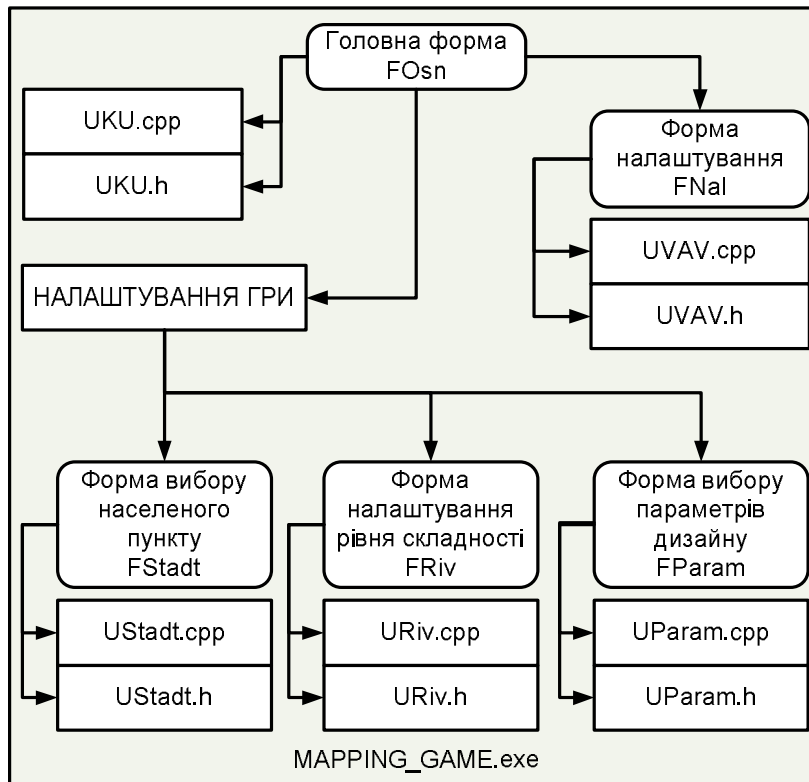 Головна форма
FOsn
UKU.cpp
UKU.h
Форма
налаштування
FNal
UVAV.cpp
UVAV.h
НАЛАШТУВАННЯ ГРИ
Форма вибору
населеного
пункту
FStadt
UStadt.cpp
UStadt.h
Форма
налаштування
рівня складності
FRiv
URiv.cpp
URiv.h
Форма вибору
параметрів
дизайну
FParam
UParam.cpp
UParam.h
MAPPING_GAME.exe